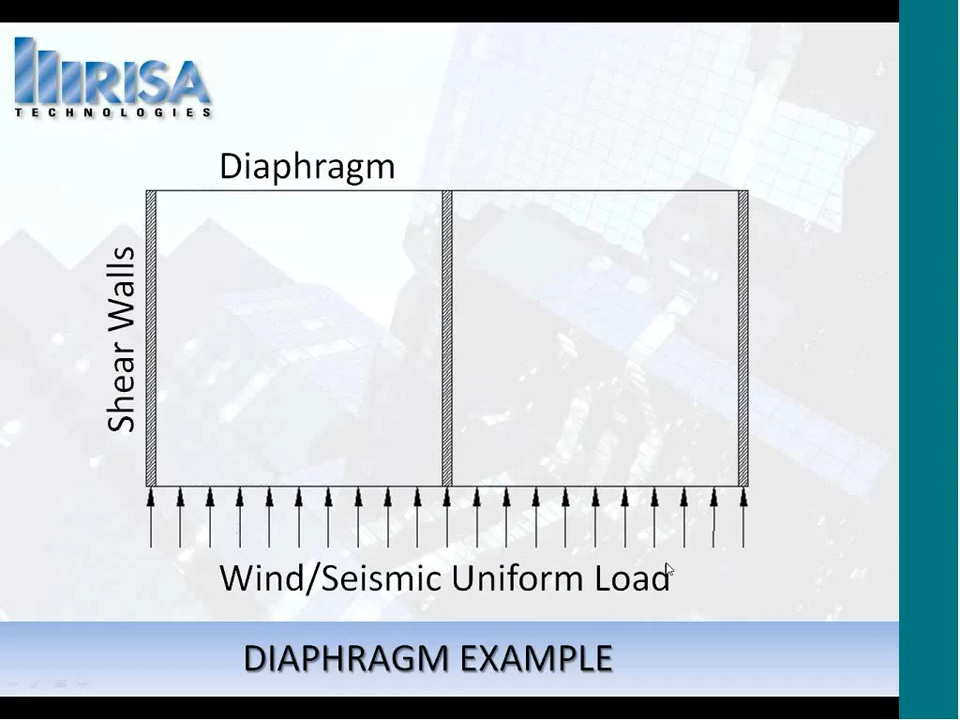 RISA
TECHNOLOGIES
Diaphragm
Shear Walls
Wind/Seismic Uniform Load
DIAPHRAGM EXAMPLE